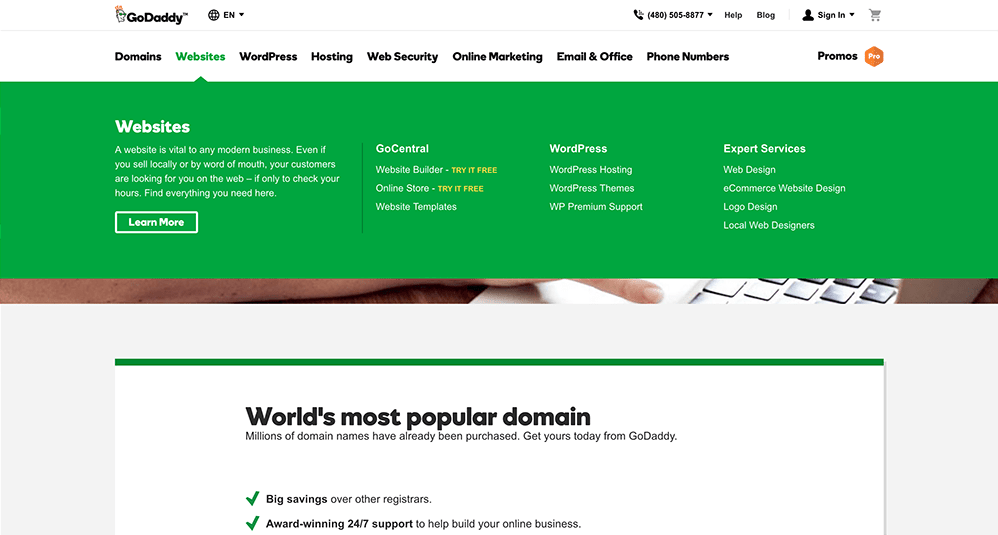 GoDaddy™
EN
(480) 505-8877
Help
Blog
Sign In
Domains
Websites
WordPress
Hosting
Web Security
Online Marketing
Email & Office
Phone Numbers
Promos
Pro
Websites
A website is vital to any modern business. Even if
you sell locally or by word of mouth, your customers
are looking for you on the web – if only to check your
hours. Find everything you need here.
Learn More
GoCentral
Website Builder - TRY IT FREE
Online Store - TRY IT FREE
Website Templates
WordPress
WordPress Hosting
WordPress Themes
WP Premium Support
Expert Services
Web Design
eCommerce Website Design
Logo Design
Local Web Designers
World's most popular domain
Millions of domain names have already been purchased. Get yours today from GoDaddy.
Big savings over other registrars.
Award-winning 24/7 support to help build your online business.